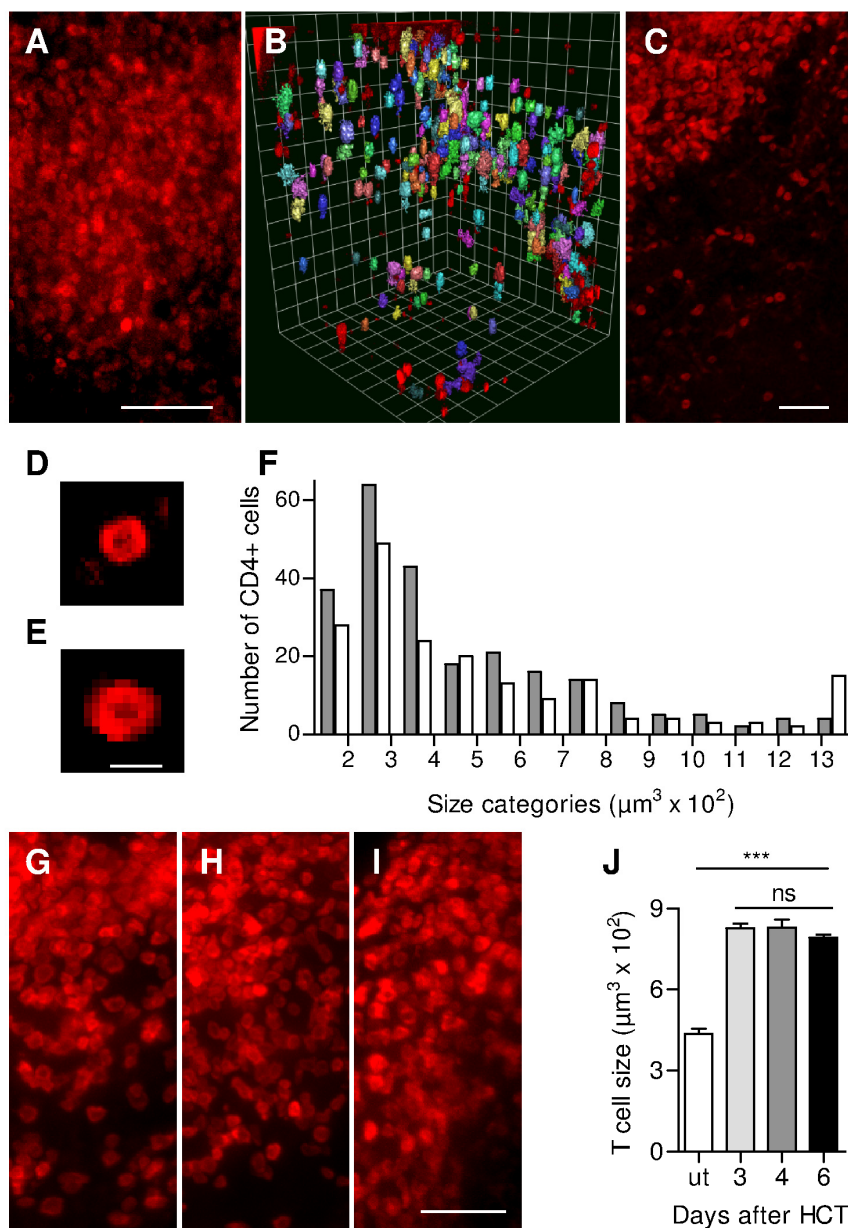 A
B
C
D
E
F
Number of CD4+ cells
60
40
20
0
2 3 4 5 6 7 8 9 10 11 12 13
Size categories (µm³ x 10²)
G
H
I
J
***
ns
T cell size (µm³ x 10²)
9
6
3
0
ut 3 4 6
Days after HCT